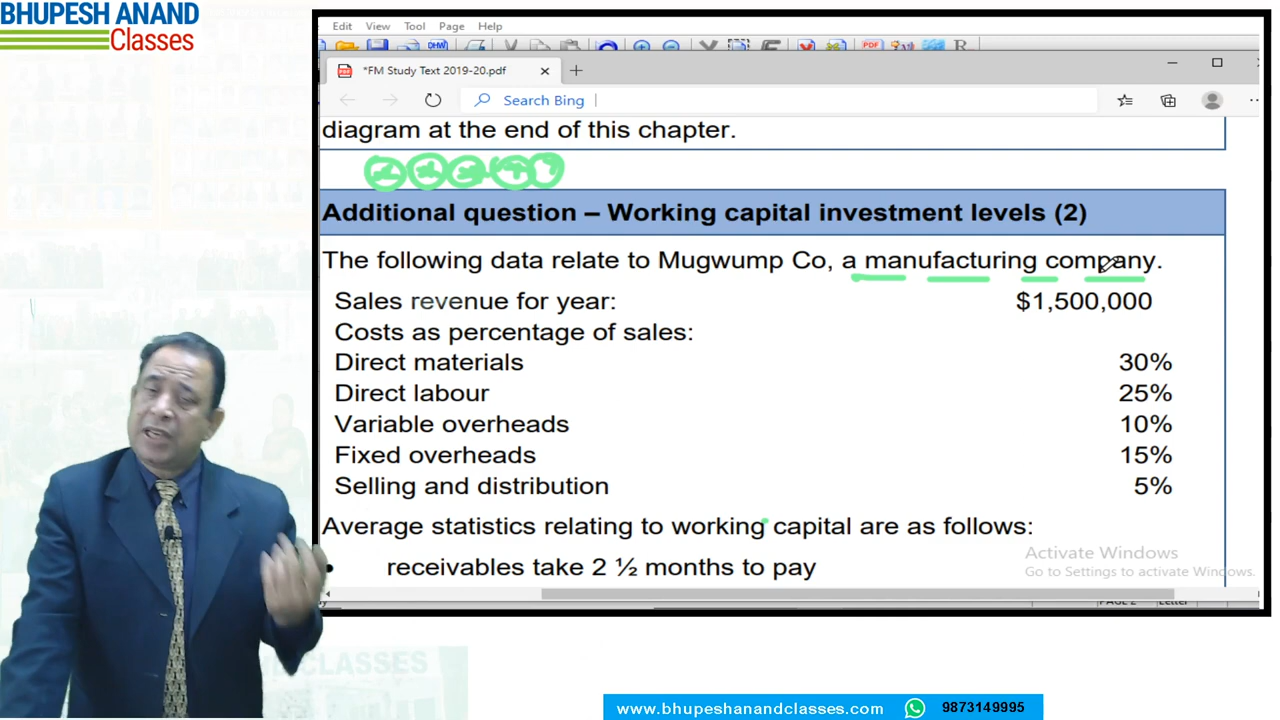 BHUPESH ANAND
Classes
Edit View Tool Page Help
*FM Study Text 2019-20.pdf
Search Bing
diagram at the end of this chapter.
Additional question – Working capital investment levels (2)
The following data relate to Mugwump Co, a manufacturing company.
Sales revenue for year: $1,500,000
Costs as percentage of sales:
Direct materials 30%
Direct labour 25%
Variable overheads 10%
Fixed overheads 15%
Selling and distribution 5%
Average statistics relating to working capital are as follows:
• receivables take 2 ½ months to pay
Activate Windows
Go to Settings to activate Windows.
PAGE 2 Letter
CLASSES
www.bhupeshanandclasses.com 9873149995